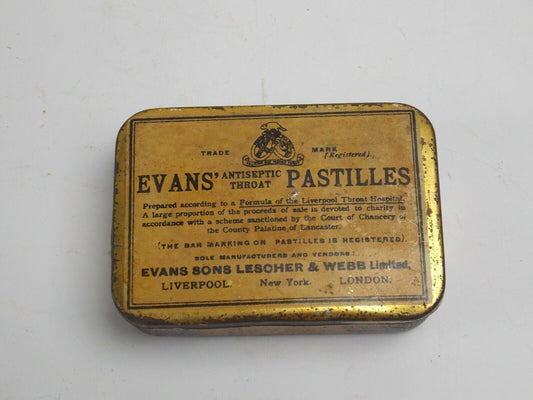 TRADE MARK
(Registered).
EVANS' ANTISEPTIC THROAT PASTILLES
Prepared according to a Formula of the Liverpool Throat Hospital.
A large proportion of the proceeds of sale is devoted to charity in
accordance with a scheme sanctioned by the Court of Chancery of
the County Palatine of Lancaster.
(THE BAR MARKING ON PASTILLES IS REGISTERED).
SOLE MANUFACTURERS AND VENDORS:
EVANS SONS LESCHER & WEBB Limited,
LIVERPOOL. New York. LONDON.